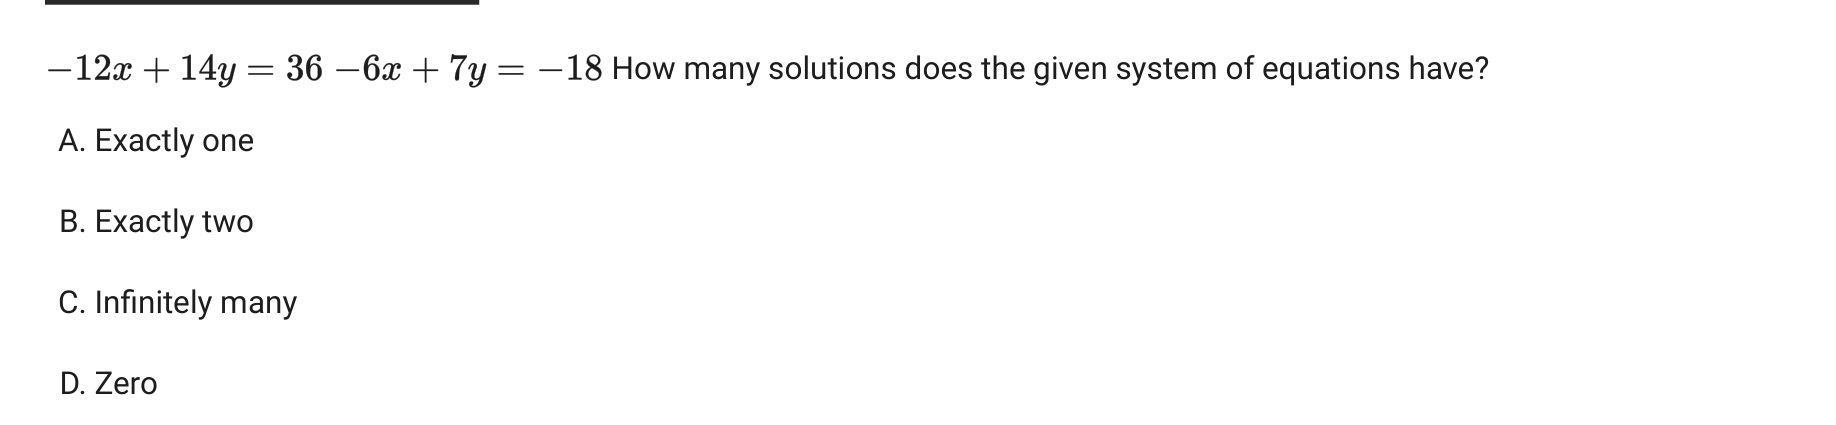 −12x + 14y = 36 −6x + 7y = −18 How many solutions does the given system of equations have?
A. Exactly one
B. Exactly two
C. Infinitely many
D. Zero